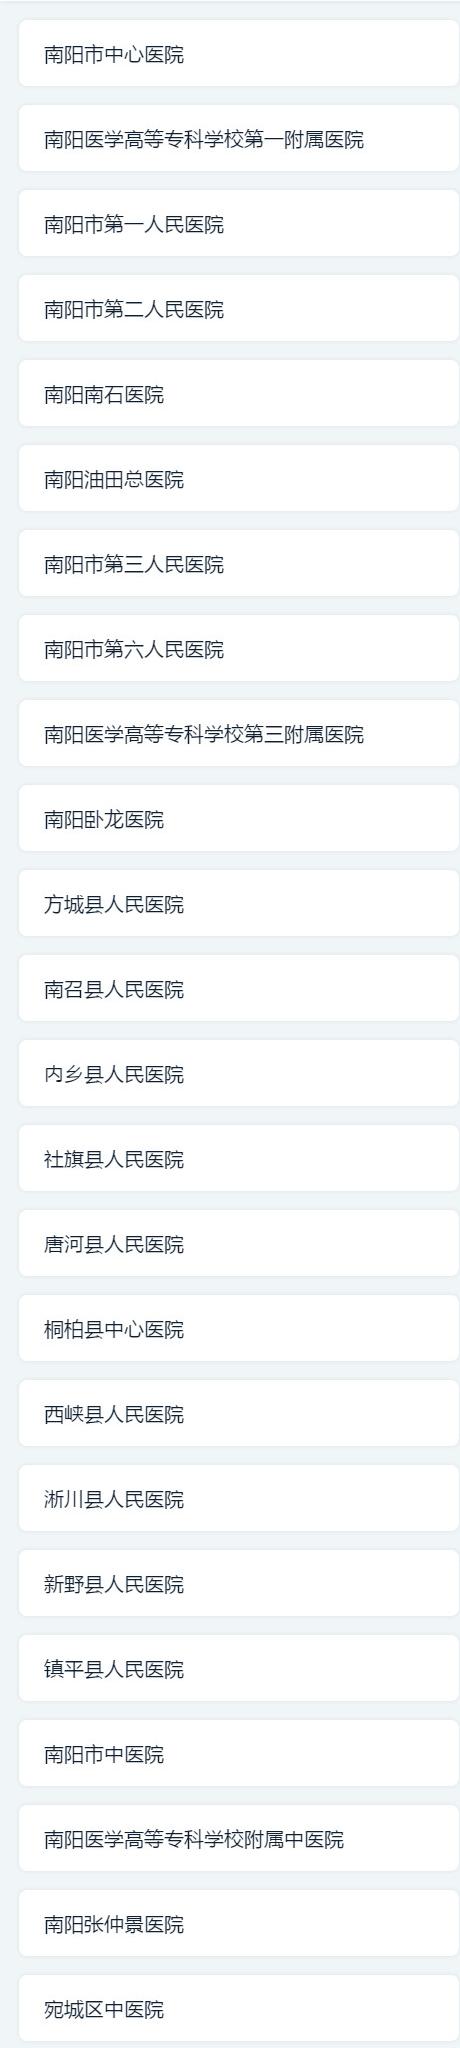 南阳市中心医院
南阳医学高等专科学校第一附属医院
南阳市第一人民医院
南阳市第二人民医院
南阳南石医院
南阳油田总医院
南阳市第三人民医院
南阳市第六人民医院
南阳医学高等专科学校第三附属医院
南阳卧龙医院
方城县人民医院
南召县人民医院
内乡县人民医院
社旗县人民医院
唐河县人民医院
桐柏县中心医院
西峡县人民医院
淅川县人民医院
新野县人民医院
镇平县人民医院
南阳市中医院
南阳医学高等专科学校附属中医院
南阳张仲景医院
宛城区中医院